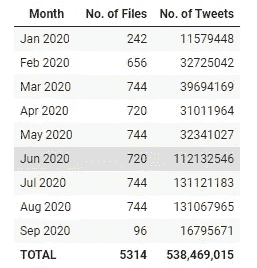 Month No. of Files No. of Tweets
Jan 2020 242 11579448
Feb 2020 656 32725042
Mar 2020 744 39694169
Apr 2020 720 31011964
May 2020 744 32341027
Jun 2020 720 112132546
Jul 2020 744 131121183
Aug 2020 744 131067965
Sep 2020 96 16795671
TOTAL 5314 538,469,015